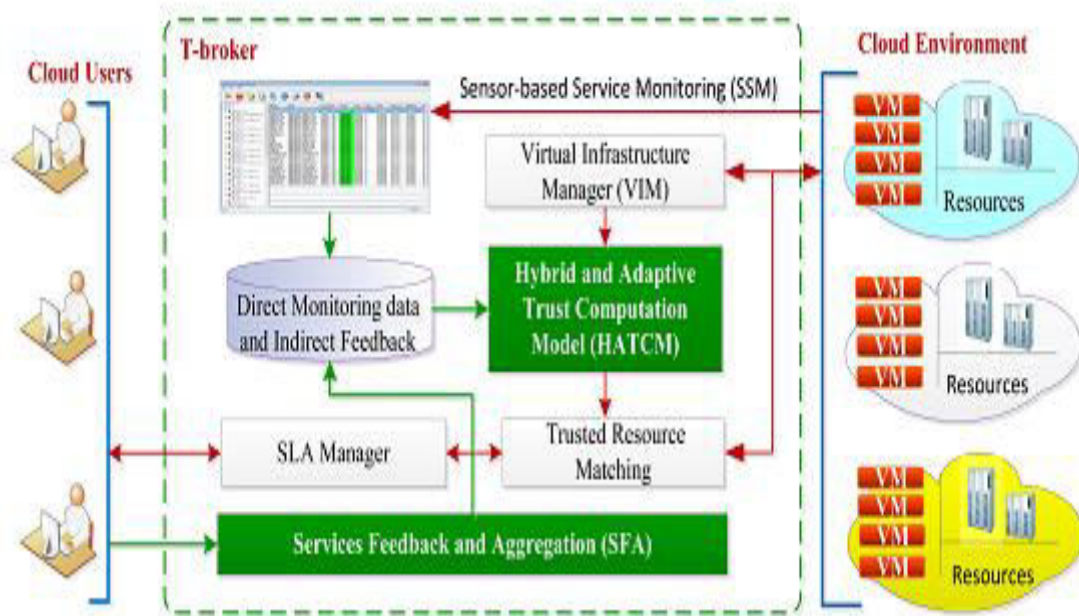 T-broker
Cloud Users
Cloud Environment
Sensor-based Service Monitoring (SSM)
Virtual Infrastructure
Manager (VIM)
Hybrid and Adaptive
Trust Computation
Model (HATCM)
Direct Monitoring data
and Indirect Feedback
SLA Manager
Trusted Resource
Matching
Services Feedback and Aggregation (SFA)
VM
VM
VM
VM
Resources
VM
VM
VM
VM
Resources
VM
VM
VM
VM
Resources